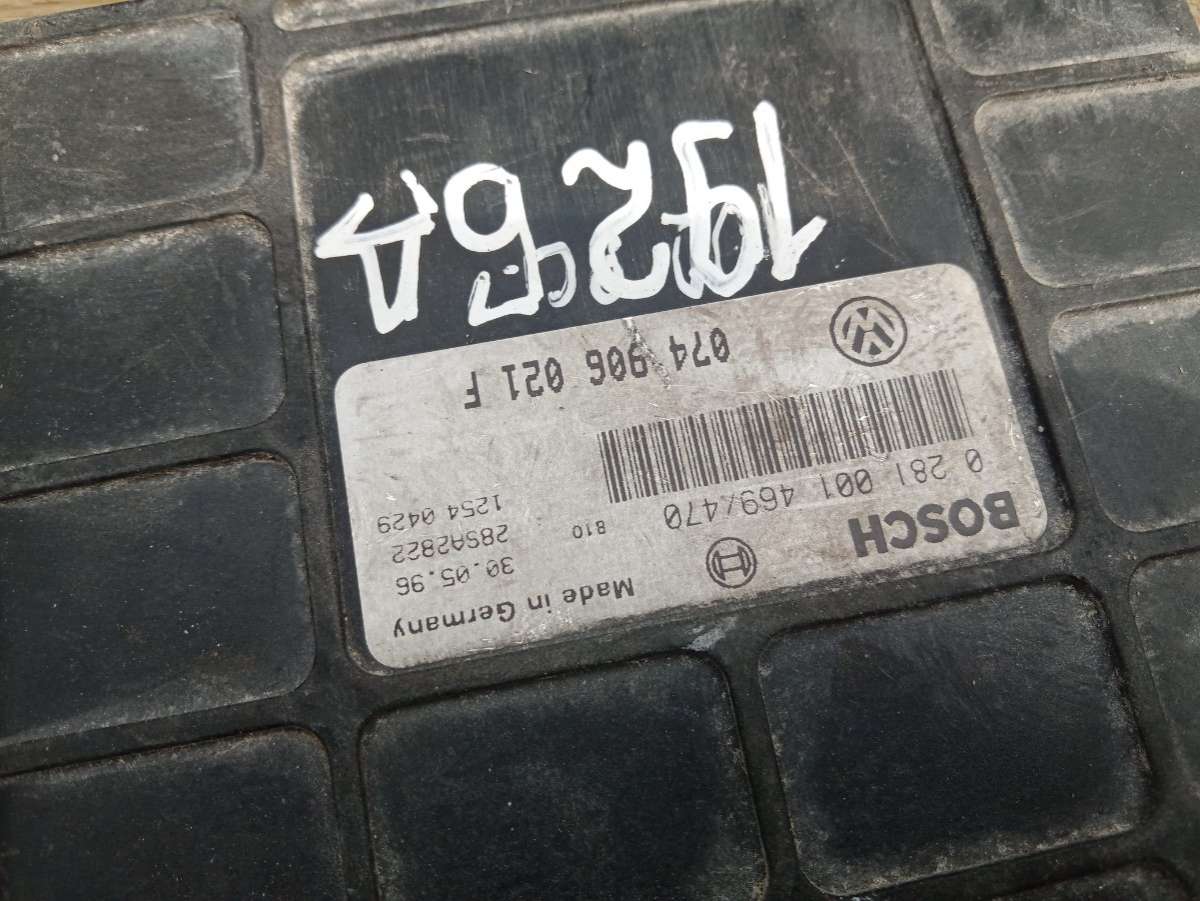 BOSCH Made in Germany
0 281 001 469/470 810 30.05.96
28SA2822
1254 0429
074 906 021 F
1926A